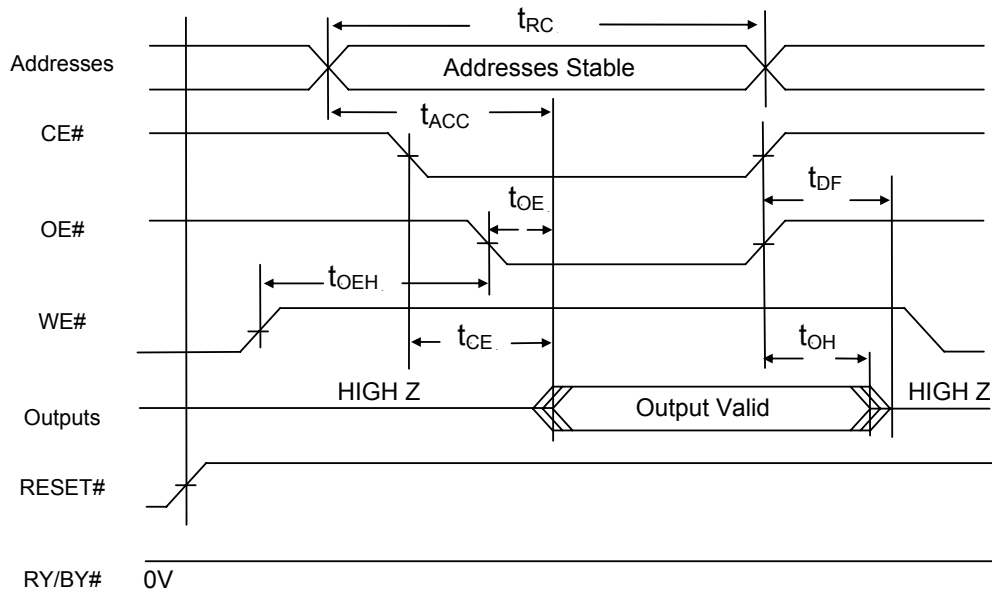 tRC
Addresses
Addresses Stable
tACC
CE#
tDF
tOE
OE#
tOEH
WE#
tCE
tOH
HIGH Z
Output Valid
HIGH Z
Outputs
RESET#
RY/BY#
0V